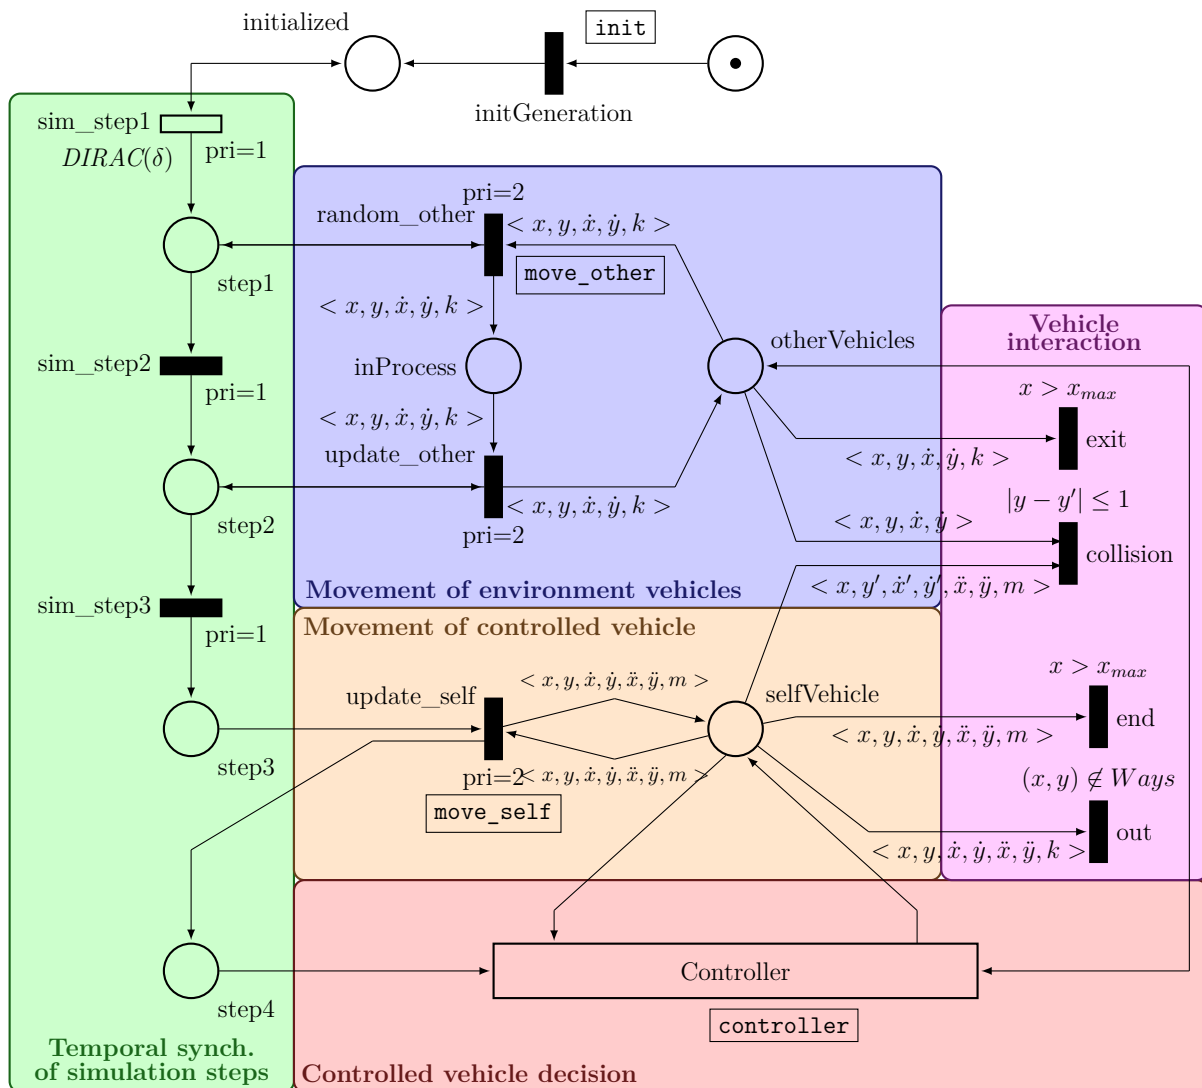 initialized
init
initGeneration
sim_step1
DIRAC(δ)
pri=1
pri=2
random_other
< x, y, ẋ, ẏ, k >
move_other
step1
< x, y, ẋ, ẏ, k >
Vehicle
interaction
otherVehicles
sim_step2
inProcess
pri=1
x > x_max
exit
< x, y, ẋ, ẏ, k >
update_other
< x, y, ẋ, ẏ, k >
< x, y, ẋ, ẏ, k >
|y − y′| ≤ 1
step2
pri=2
< x, y, ẋ, ẏ >
collision
< x, y′, ẋ′, ẏ′, ẍ, ÿ, m >
Movement of environment vehicles
sim_step3
pri=1
Movement of controlled vehicle
x > x_max
update_self
< x, y, ẋ, ẏ, ẍ, ÿ, m >
selfVehicle
end
< x, y, ẋ, ẏ, ẍ, ÿ, m >
step3
pri=2
< x, y, ẋ, ẏ, ẍ, ÿ, m >
(x, y) ∉ Ways
move_self
out
< x, y, ẋ, ẏ, ẍ, ÿ, k >
Controller
step4
controller
Temporal synch.
of simulation steps
Controlled vehicle decision